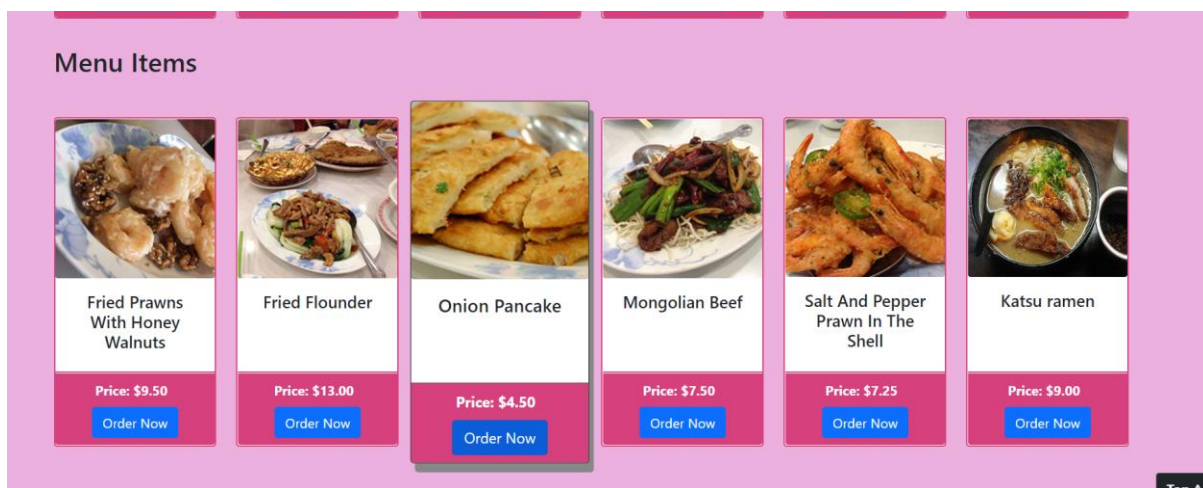 Menu Items
Fried Prawns
With Honey
Walnuts
Price: $9.50
Order Now
Fried Flounder
Price: $13.00
Order Now
Onion Pancake
Price: $4.50
Order Now
Mongolian Beef
Price: $7.50
Order Now
Salt And Pepper
Prawn In The
Shell
Price: $7.25
Order Now
Katsu ramen
Price: $9.00
Order Now